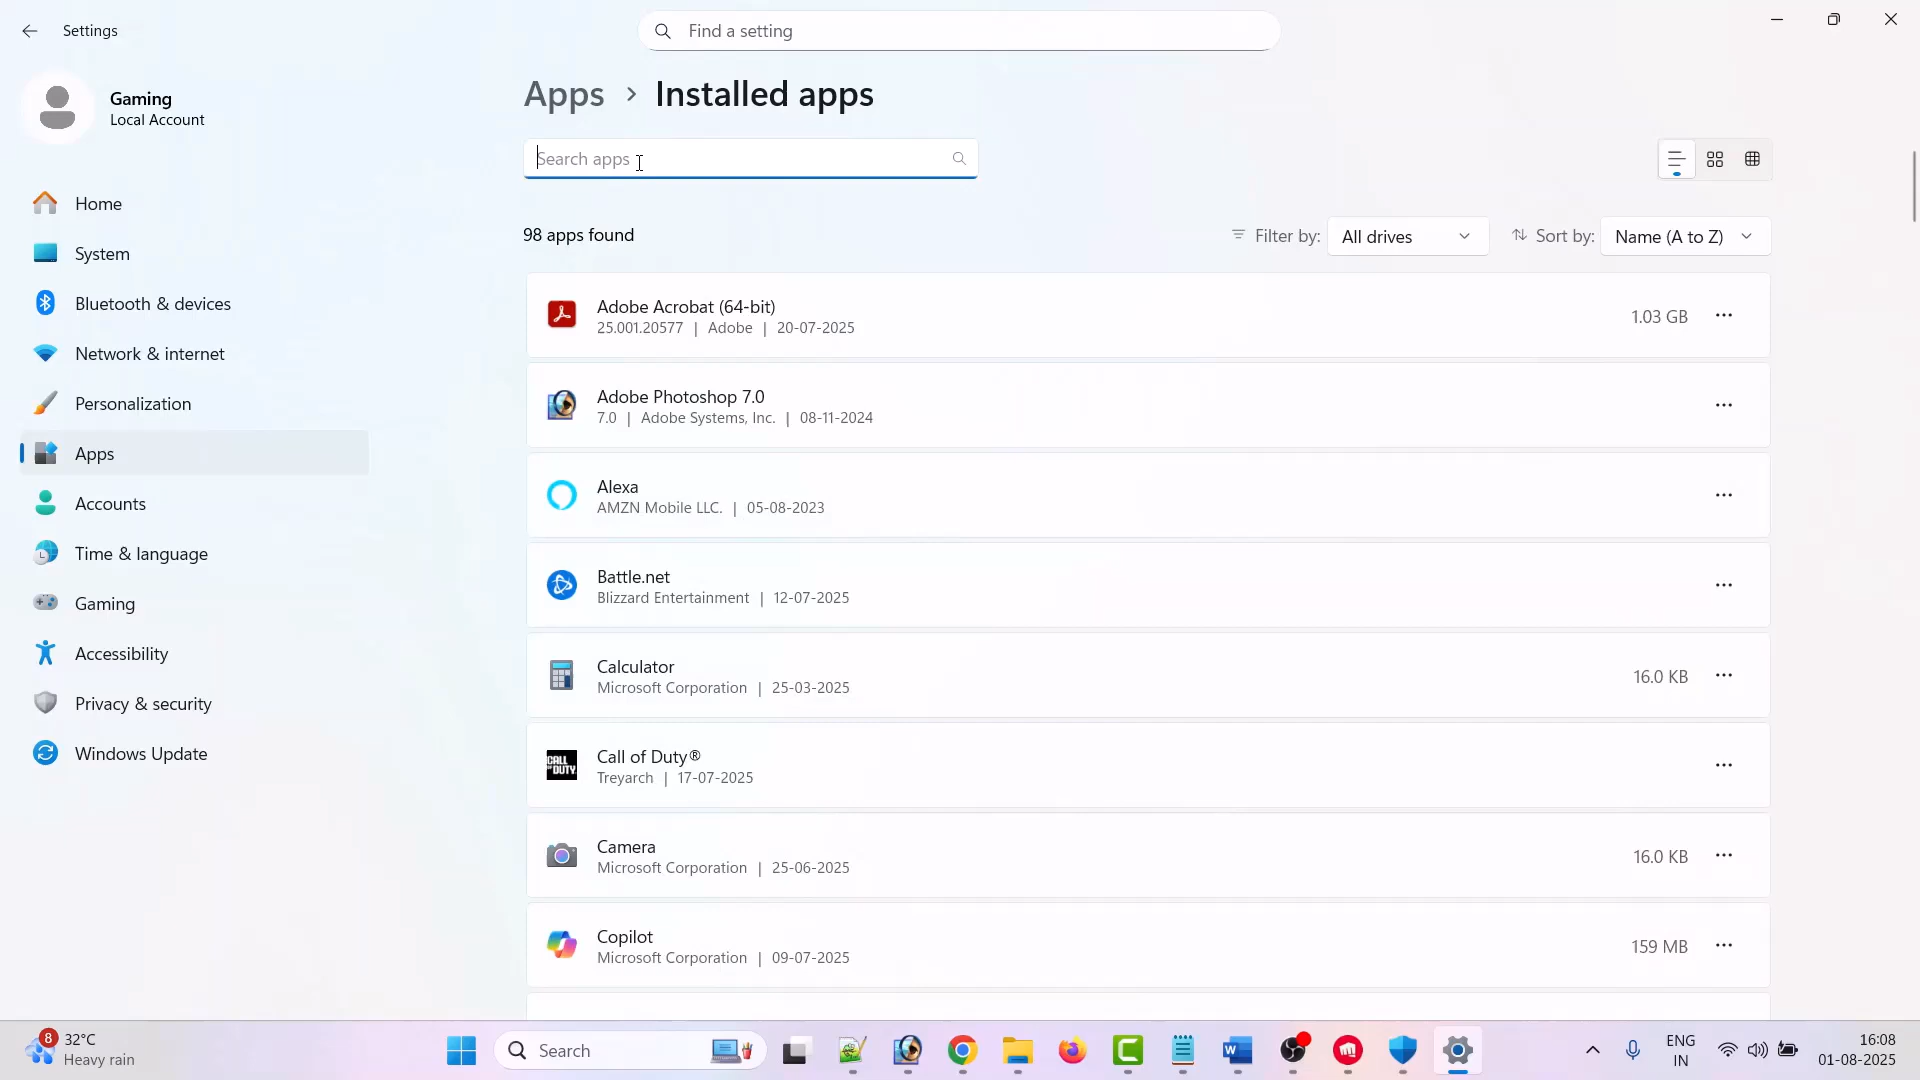 Settings
Find a setting
Gaming
Local Account
Home
System
Bluetooth & devices
Network & internet
Personalization
Apps
Accounts
Time & language
Gaming
Accessibility
Privacy & security
Windows Update
Apps > Installed apps
Search apps
98 apps found
Filter by: All drives
Sort by: Name (A to Z)
Adobe Acrobat (64-bit)
25.001.20577 | Adobe | 20-07-2025
1.03 GB
Adobe Photoshop 7.0
7.0 | Adobe Systems, Inc. | 08-11-2024
Alexa
AMZN Mobile LLC. | 05-08-2023
Battle.net
Blizzard Entertainment | 12-07-2025
Calculator
Microsoft Corporation | 25-03-2025
16.0 KB
CALL OF DUTY
Call of Duty®
Treyarch | 17-07-2025
Camera
Microsoft Corporation | 25-06-2025
16.0 KB
Copilot
Microsoft Corporation | 09-07-2025
159 MB
8
32°C
Heavy rain
Search
ENG
IN
16:08
01-08-2025